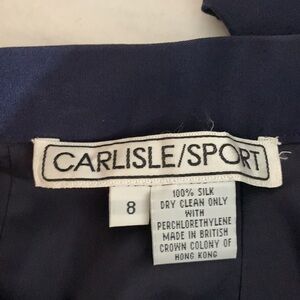 CARLISLE/SPORT
8
100% SILK
DRY CLEAN ONLY
WITH
PERCHLORETHYLENE
MADE IN BRITISH
CROWN COLONY OF
HONG KONG